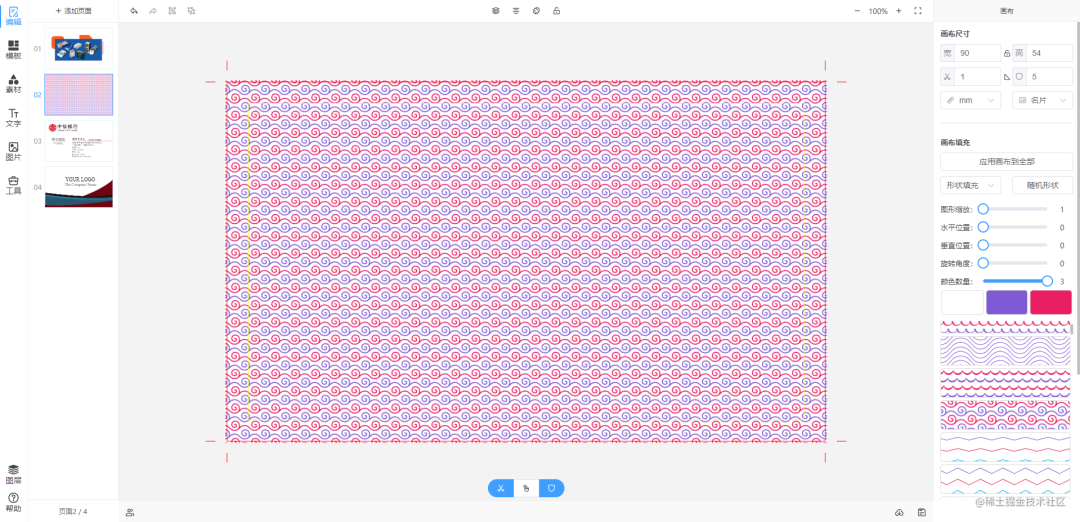 编辑
模板
素材
文字
图片
工具
图层
帮助
+ 添加页面
01
02
03
04
中信银行
YOUR LOGO
The Company Name
页面2 / 4
100%
画布
画布尺寸
宽 90 高 54
1 5
mm 名片
画布填充
应用画布到全部
形状填充 随机形状
图形缩放: 1
水平位置: 0
垂直位置: 0
旋转角度: 0
颜色数量: 3
@稀土掘金技术社区